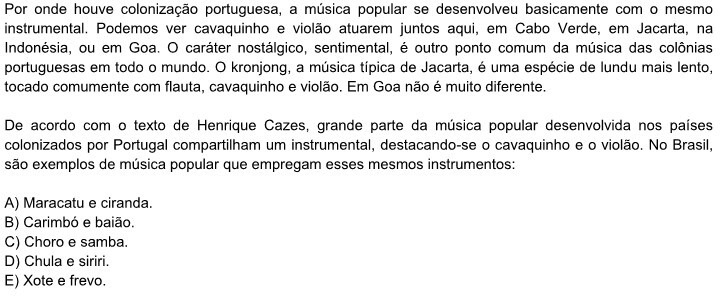 Por onde houve colonização portuguesa, a música popular se desenvolveu basicamente com o mesmo
instrumental. Podemos ver cavaquinho e violão atuarem juntos aqui, em Cabo Verde, em Jacarta, na
Indonésia, ou em Goa. O caráter nostálgico, sentimental, é outro ponto comum da música das colônias
portuguesas em todo o mundo. O kronjong, a música típica de Jacarta, é uma espécie de lundu mais lento,
tocado comumente com flauta, cavaquinho e violão. Em Goa não é muito diferente.
De acordo com o texto de Henrique Cazes, grande parte da música popular desenvolvida nos países
colonizados por Portugal compartilham um instrumental, destacando-se o cavaquinho e o violão. No Brasil,
são exemplos de música popular que empregam esses mesmos instrumentos:
A) Maracatu e ciranda.
B) Carimbó e baião.
C) Choro e samba.
D) Chula e siriri.
E) Xote e frevo.